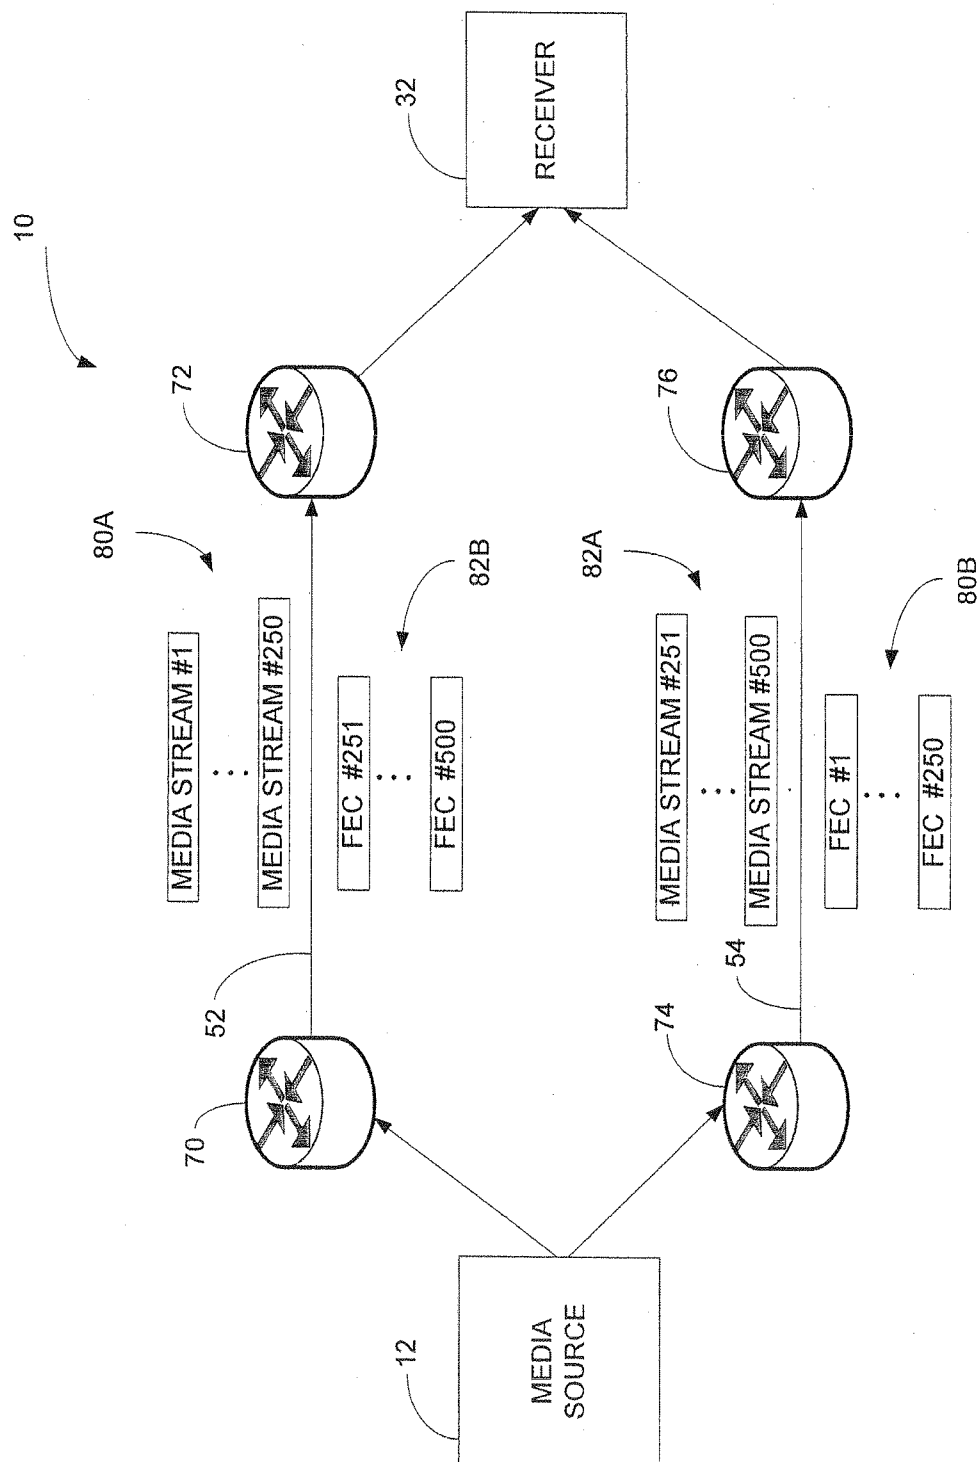 10
12
MEDIA
SOURCE
70
52
MEDIA STREAM #1
MEDIA STREAM #250
80A
FEC #251
FEC #500
82B
72
74
54
MEDIA STREAM #251
MEDIA STREAM #500
82A
FEC #1
FEC #250
80B
76
32
RECEIVER